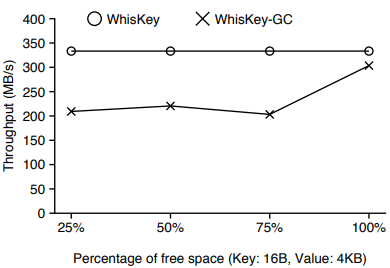 WhisKey WhisKey-GC
400
350
300
250
200
150
100
50
0
Throughput (MB/s)
25% 50% 75% 100%
Percentage of free space (Key: 16B, Value: 4KB)